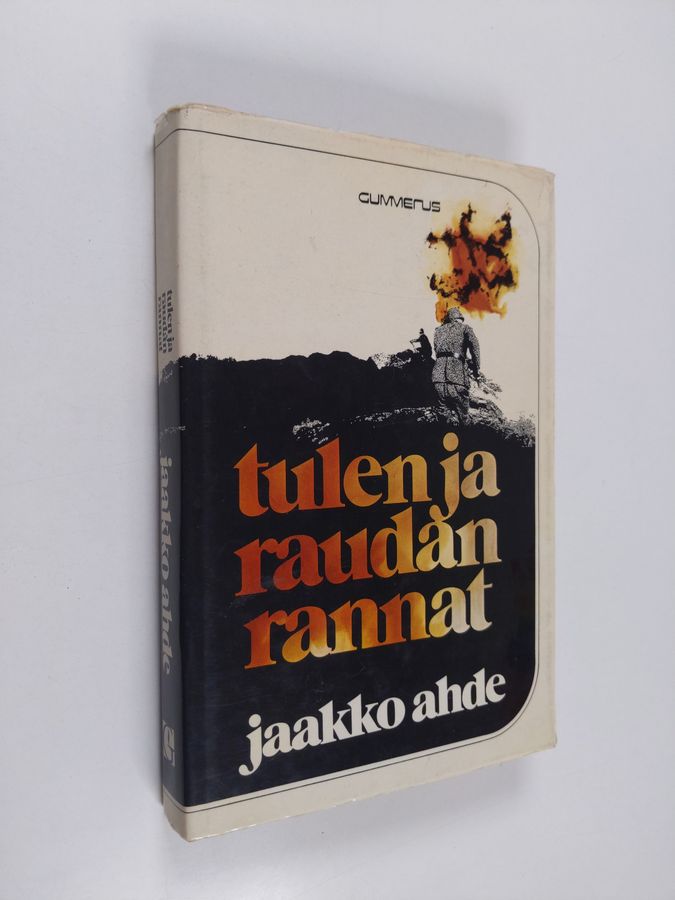 GUMMERUS
tulen ja
raudan
rannat
jaakko ahde
tulen ja
raudan
rannat
jaakko ahde